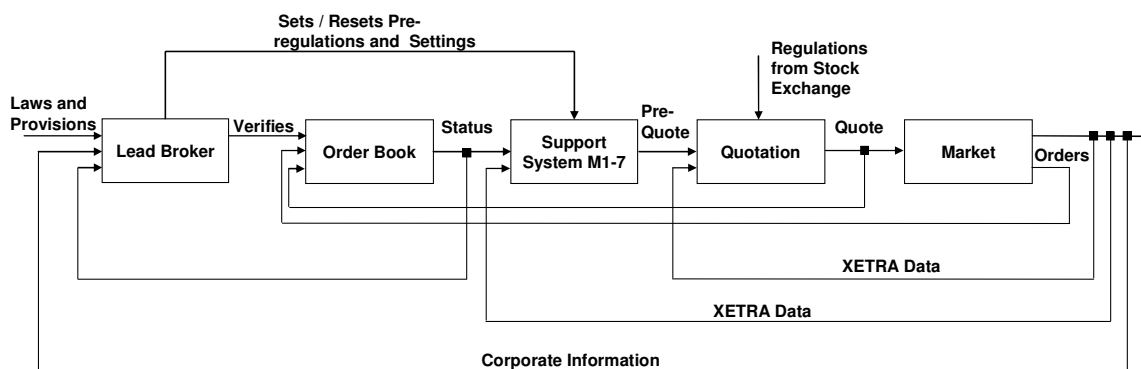 Sets / Resets Pre-
regulations and Settings
Regulations
from Stock
Exchange
Laws and
Provisions
Verifies
Status
Pre-
Quote
Quote
Lead Broker
Order Book
Support
System M1-7
Quotation
Market
Orders
XETRA Data
XETRA Data
Corporate Information